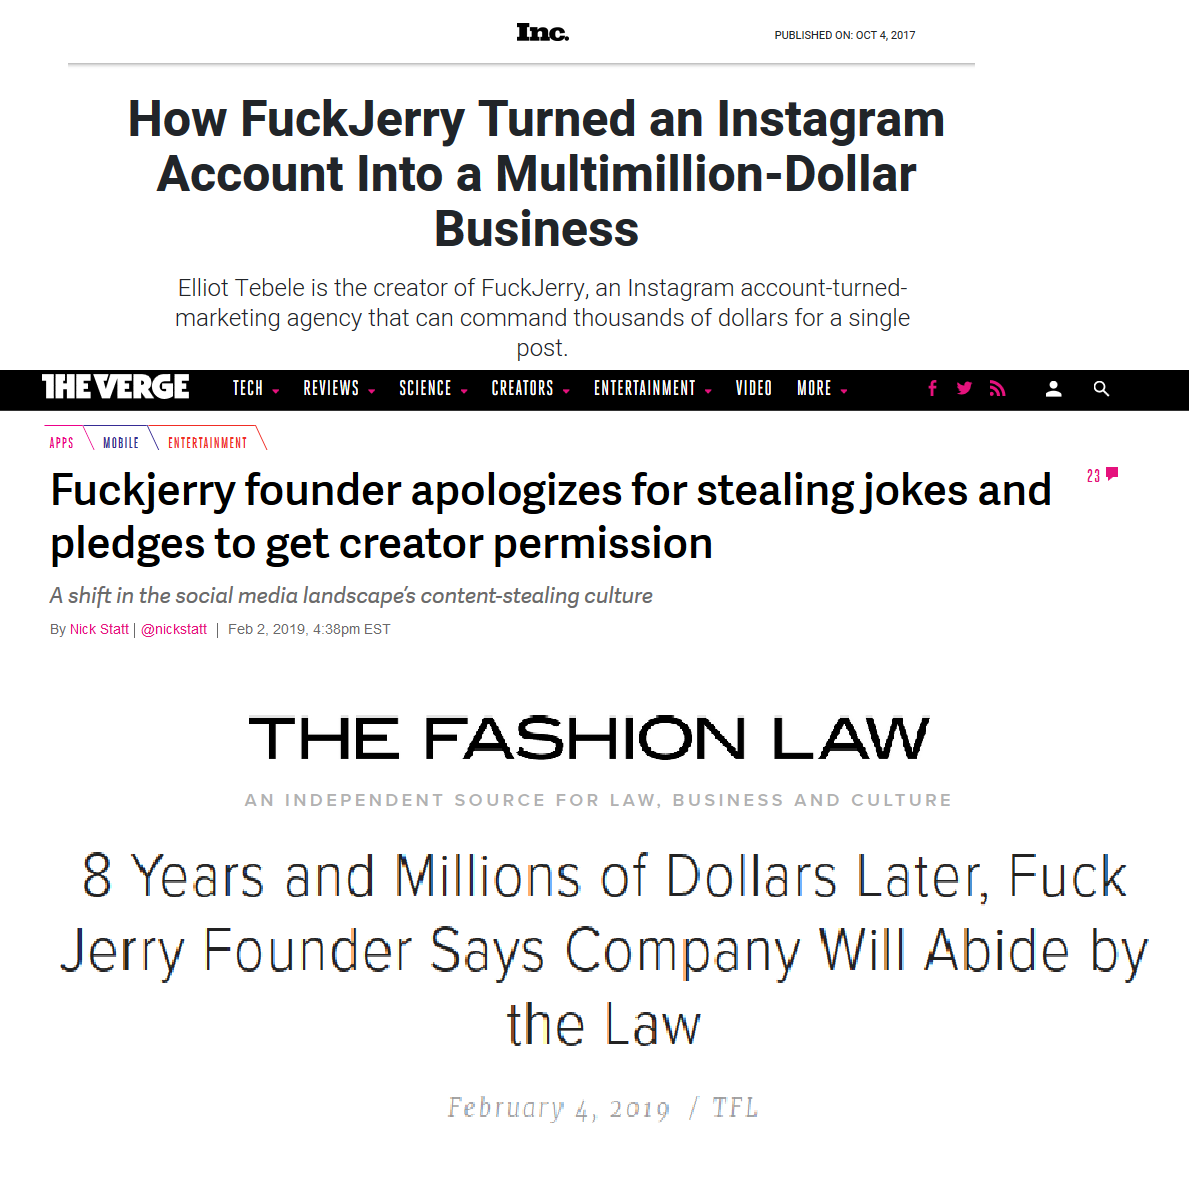 Inc.
PUBLISHED ON: OCT 4, 2017
How FuckJerry Turned an Instagram
Account Into a Multimillion-Dollar
Business
Elliot Tebele is the creator of FuckJerry, an Instagram account-turned-
marketing agency that can command thousands of dollars for a single
post.
THE VERGE TECH REVIEWS SCIENCE CREATORS ENTERTAINMENT VIDEO MORE
APPS MOBILE ENTERTAINMENT
Fuckjerry founder apologizes for stealing jokes and
pledges to get creator permission
23
A shift in the social media landscape's content-stealing culture
By Nick Statt | @nickstatt | Feb 2, 2019, 4:38pm EST
THE FASHION LAW
AN INDEPENDENT SOURCE FOR LAW, BUSINESS AND CULTURE
8 Years and Millions of Dollars Later, Fuck
Jerry Founder Says Company Will Abide by
the Law
February 4, 2019 / TFL